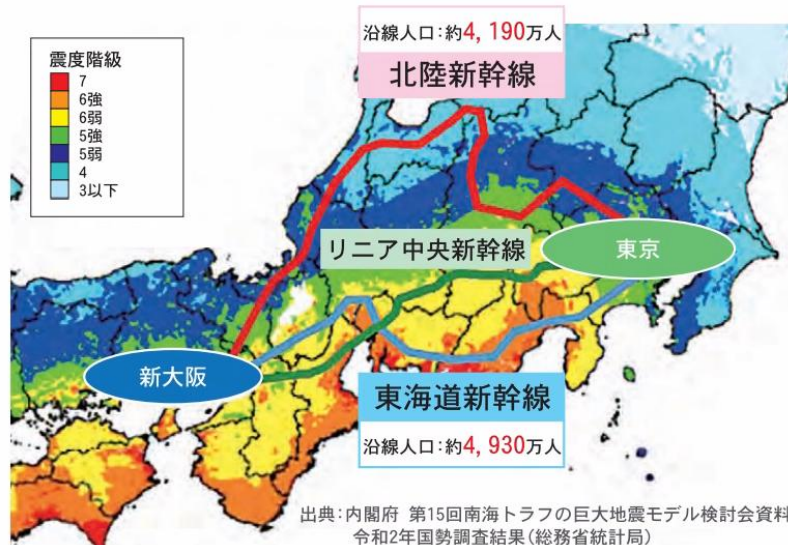 沿線人口:約4,190万人
北陸新幹線
震度階級
7
6強
6弱
5強
5弱
4
3以下
リニア中央新幹線
東京
新大阪
東海道新幹線
沿線人口:約4,930万人
出典:内閣府 第15回南海トラフの巨大地震モデル検討会資料
令和2年国勢調査結果(総務省統計局)